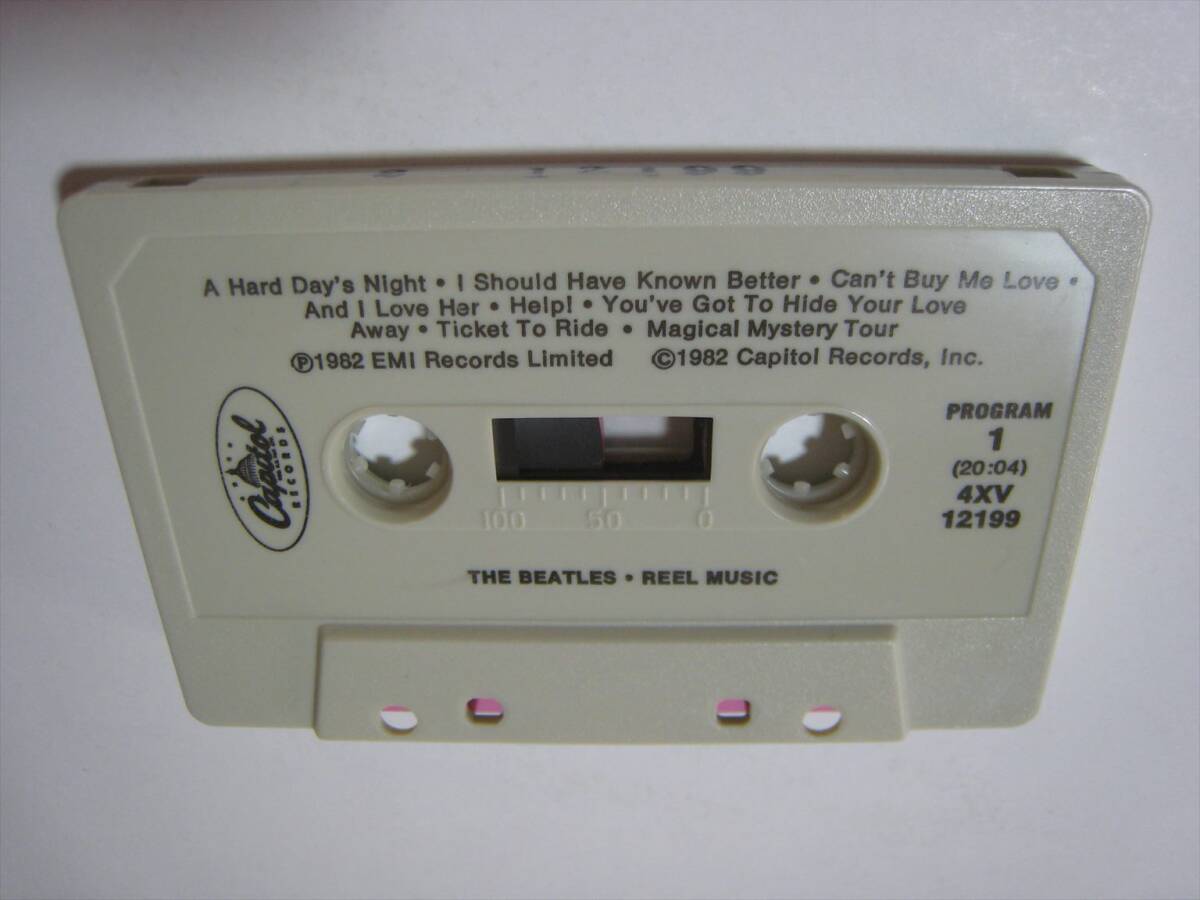 2 12199
A Hard Day's Night • I Should Have Known Better • Can't Buy Me Love •
And I Love Her • Help! • You've Got To Hide Your Love
Away • Ticket To Ride • Magical Mystery Tour
℗1982 EMI Records Limited ©1982 Capitol Records, Inc.
Capitol
RECORDS
PROGRAM
1
(20:04)
4XV
12199
100 50 0
THE BEATLES • REEL MUSIC